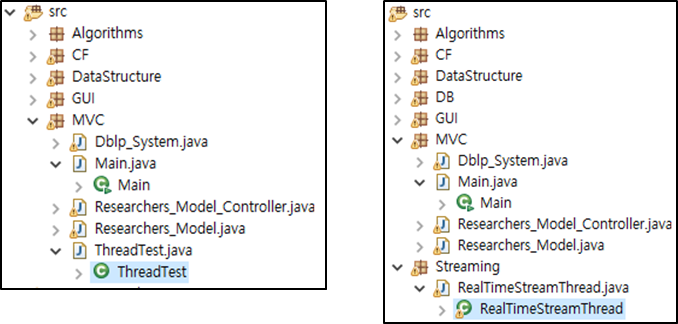 src
Algorithms
CF
DataStructure
GUI
MVC
Dblp_System.java
Main.java
Main
Researchers_Model_Controller.java
Researchers_Model.java
ThreadTest.java
ThreadTest
src
Algorithms
CF
DataStructure
DB
GUI
MVC
Dblp_System.java
Main.java
Main
Researchers_Model_Controller.java
Researchers_Model.java
Streaming
RealTimeStreamThread.java
RealTimeStreamThread